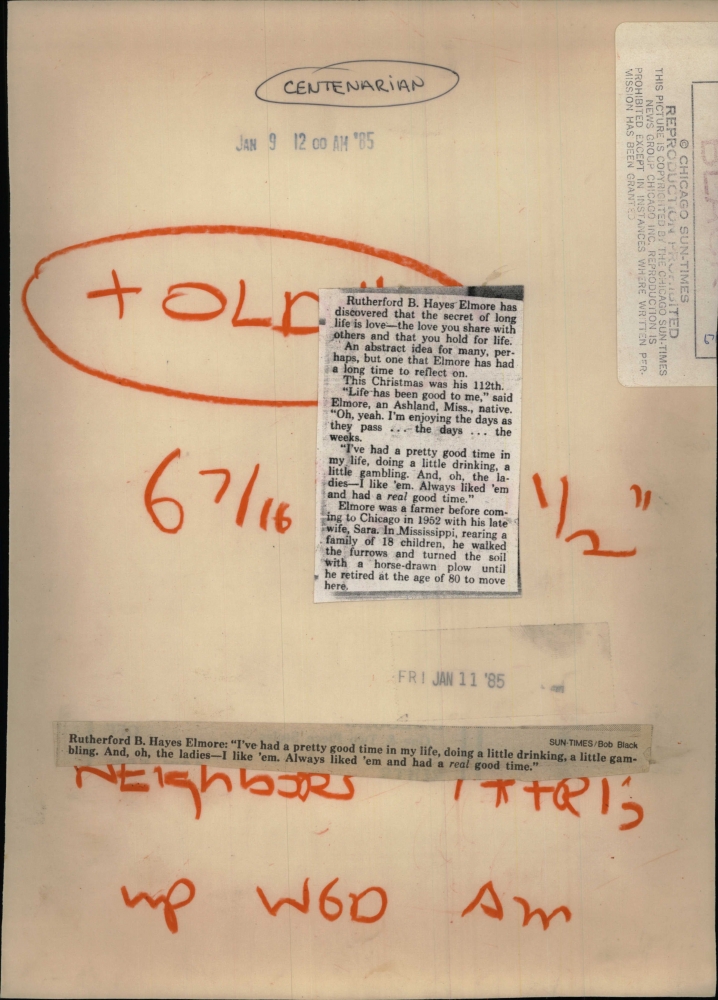 CENTENARIAN
JAN 9 12 00 AM '85
© CHICAGO SUN-TIMES
REPRODUCTION PROHIBITED
THIS PICTURE IS COPYRIGHTED BY THE CHICAGO SUN-TIMES
NEWS GROUP CHICAGO INC. REPRODUCTION IS
PROHIBITED EXCEPT IN INSTANCES WHERE WRITTEN PER-
MISSION HAS BEEN GRANTED
+ OLD
Rutherford B. Hayes Elmore has
discovered that the secret of long
life is love—the love you share with
others and that you hold for life.
An abstract idea for many, per-
haps, but one that Elmore has had
a long time to reflect on.
This Christmas was his 112th.
"Life has been good to me," said
Elmore, an Ashland, Miss., native.
"Oh, yeah. I'm enjoying the days as
they pass ... the days ... the
weeks.
"I've had a pretty good time in
my life, doing a little drinking, a
little gambling. And, oh, the la-
dies—I like 'em. Always liked 'em
and had a real good time."
Elmore was a farmer before com-
ing to Chicago in 1952 with his late
wife, Sara. In Mississippi, rearing a
family of 18 children, he walked
the furrows and turned the soil
with a horse-drawn plow until
he retired at the age of 80 to move
here.
6 7/16
1/2"
FRI JAN 11 '85
SUN-TIMES/Bob Black
Rutherford B. Hayes Elmore: "I've had a pretty good time in my life, doing a little drinking, a little gam-
bling. And, oh, the ladies—I like 'em. Always liked 'em and had a real good time."
NEighboRs
up WGD Am